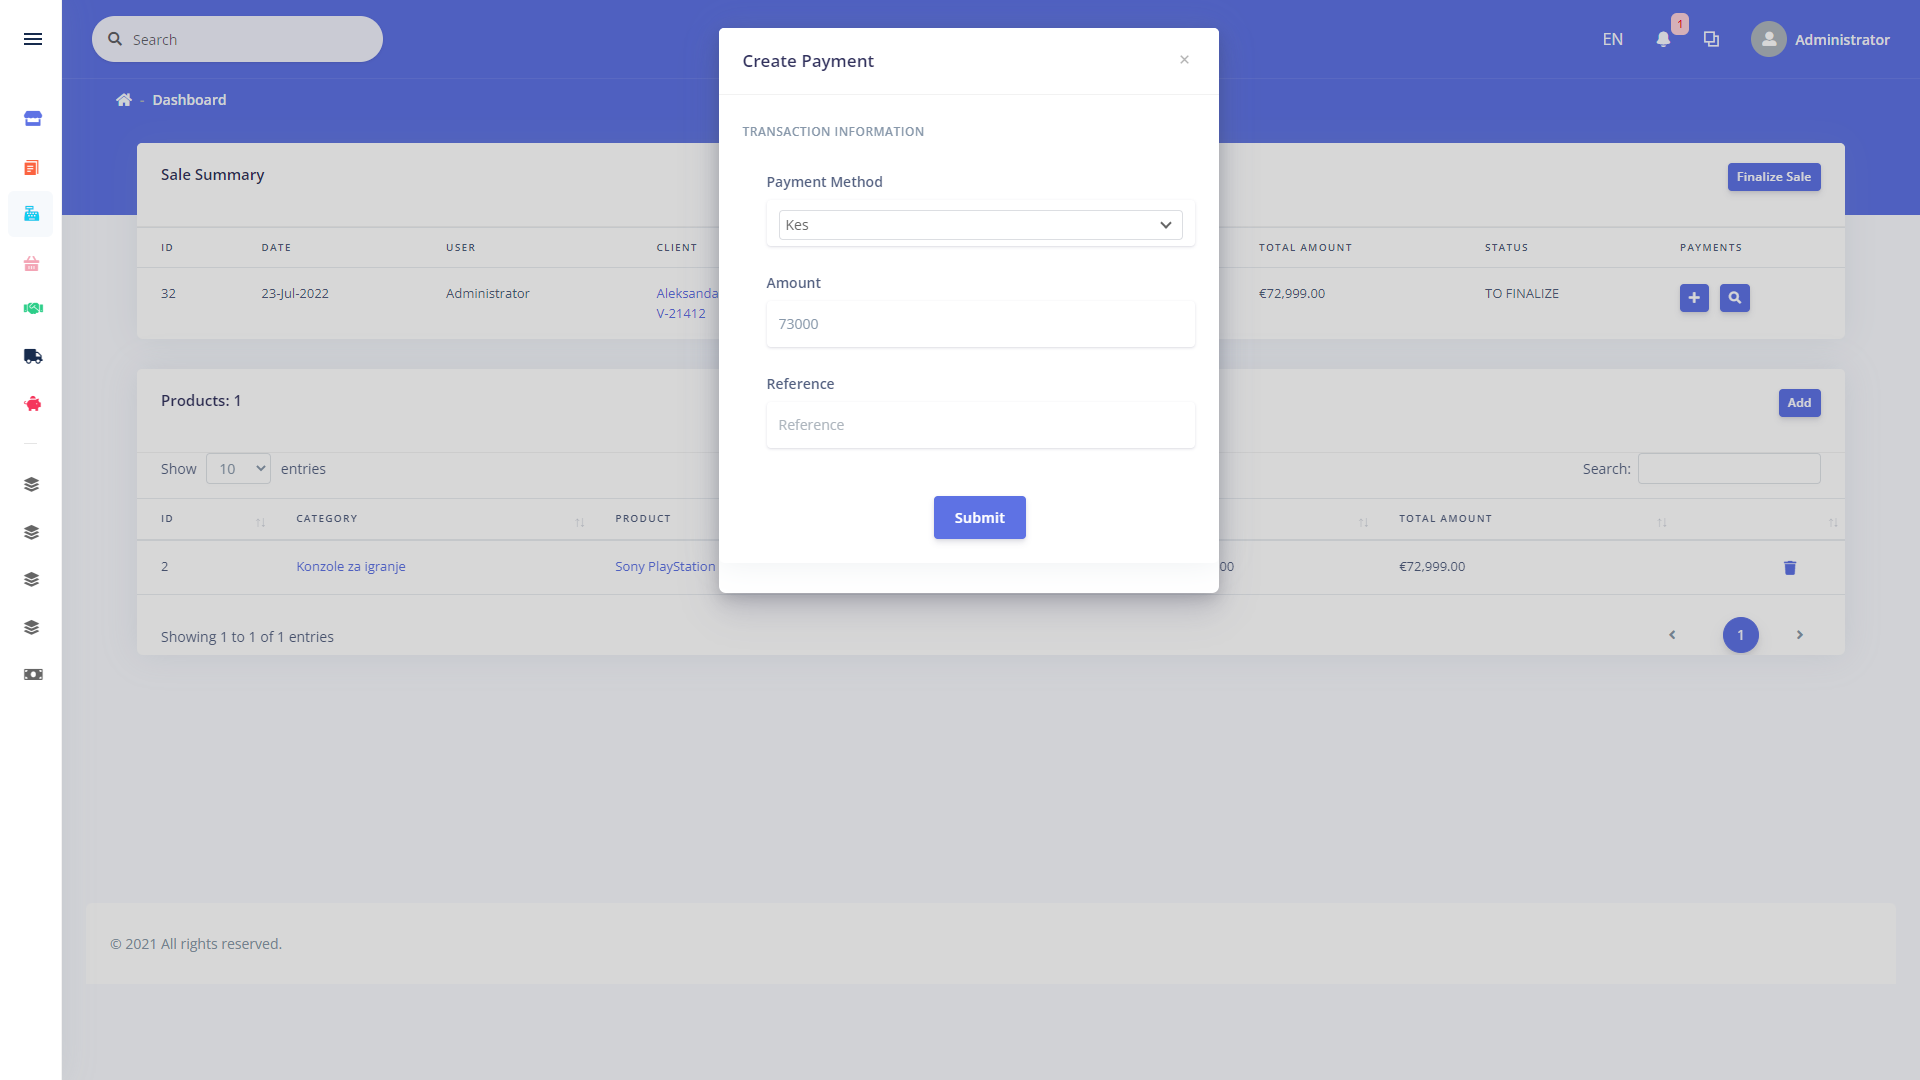 Search
EN
1
Administrator
- Dashboard
Sale Summary
Finalize Sale
ID DATE USER CLIENT TOTAL AMOUNT STATUS PAYMENTS
32 23-Jul-2022 Administrator Aleksanda €72,999.00 TO FINALIZE
V-21412
Products: 1
Add
Show 10 entries
Search:
ID CATEGORY PRODUCT TOTAL AMOUNT
2 Konzole za igranje Sony PlayStation 00 €72,999.00
Showing 1 to 1 of 1 entries
1
© 2021 All rights reserved.
Create Payment
×
TRANSACTION INFORMATION
Payment Method
Kes
Amount
73000
Reference
Reference
Submit